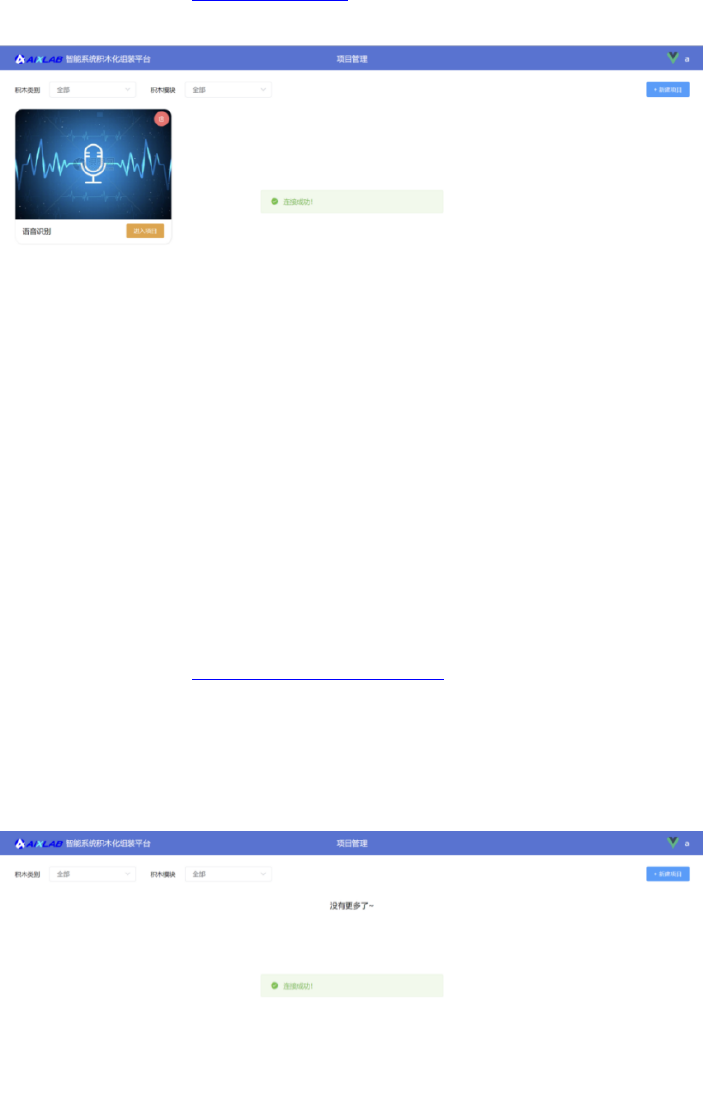 AIXLAB 智能系统积木化组装平台 项目管理 a
积木类别 全部 积木模块 全部 + 新建项目
语音识别 进入项目
连接成功!
AIXLAB 智能系统积木化组装平台 项目管理 a
积木类别 全部 积木模块 全部 + 新建项目
没有更多了~
连接成功!